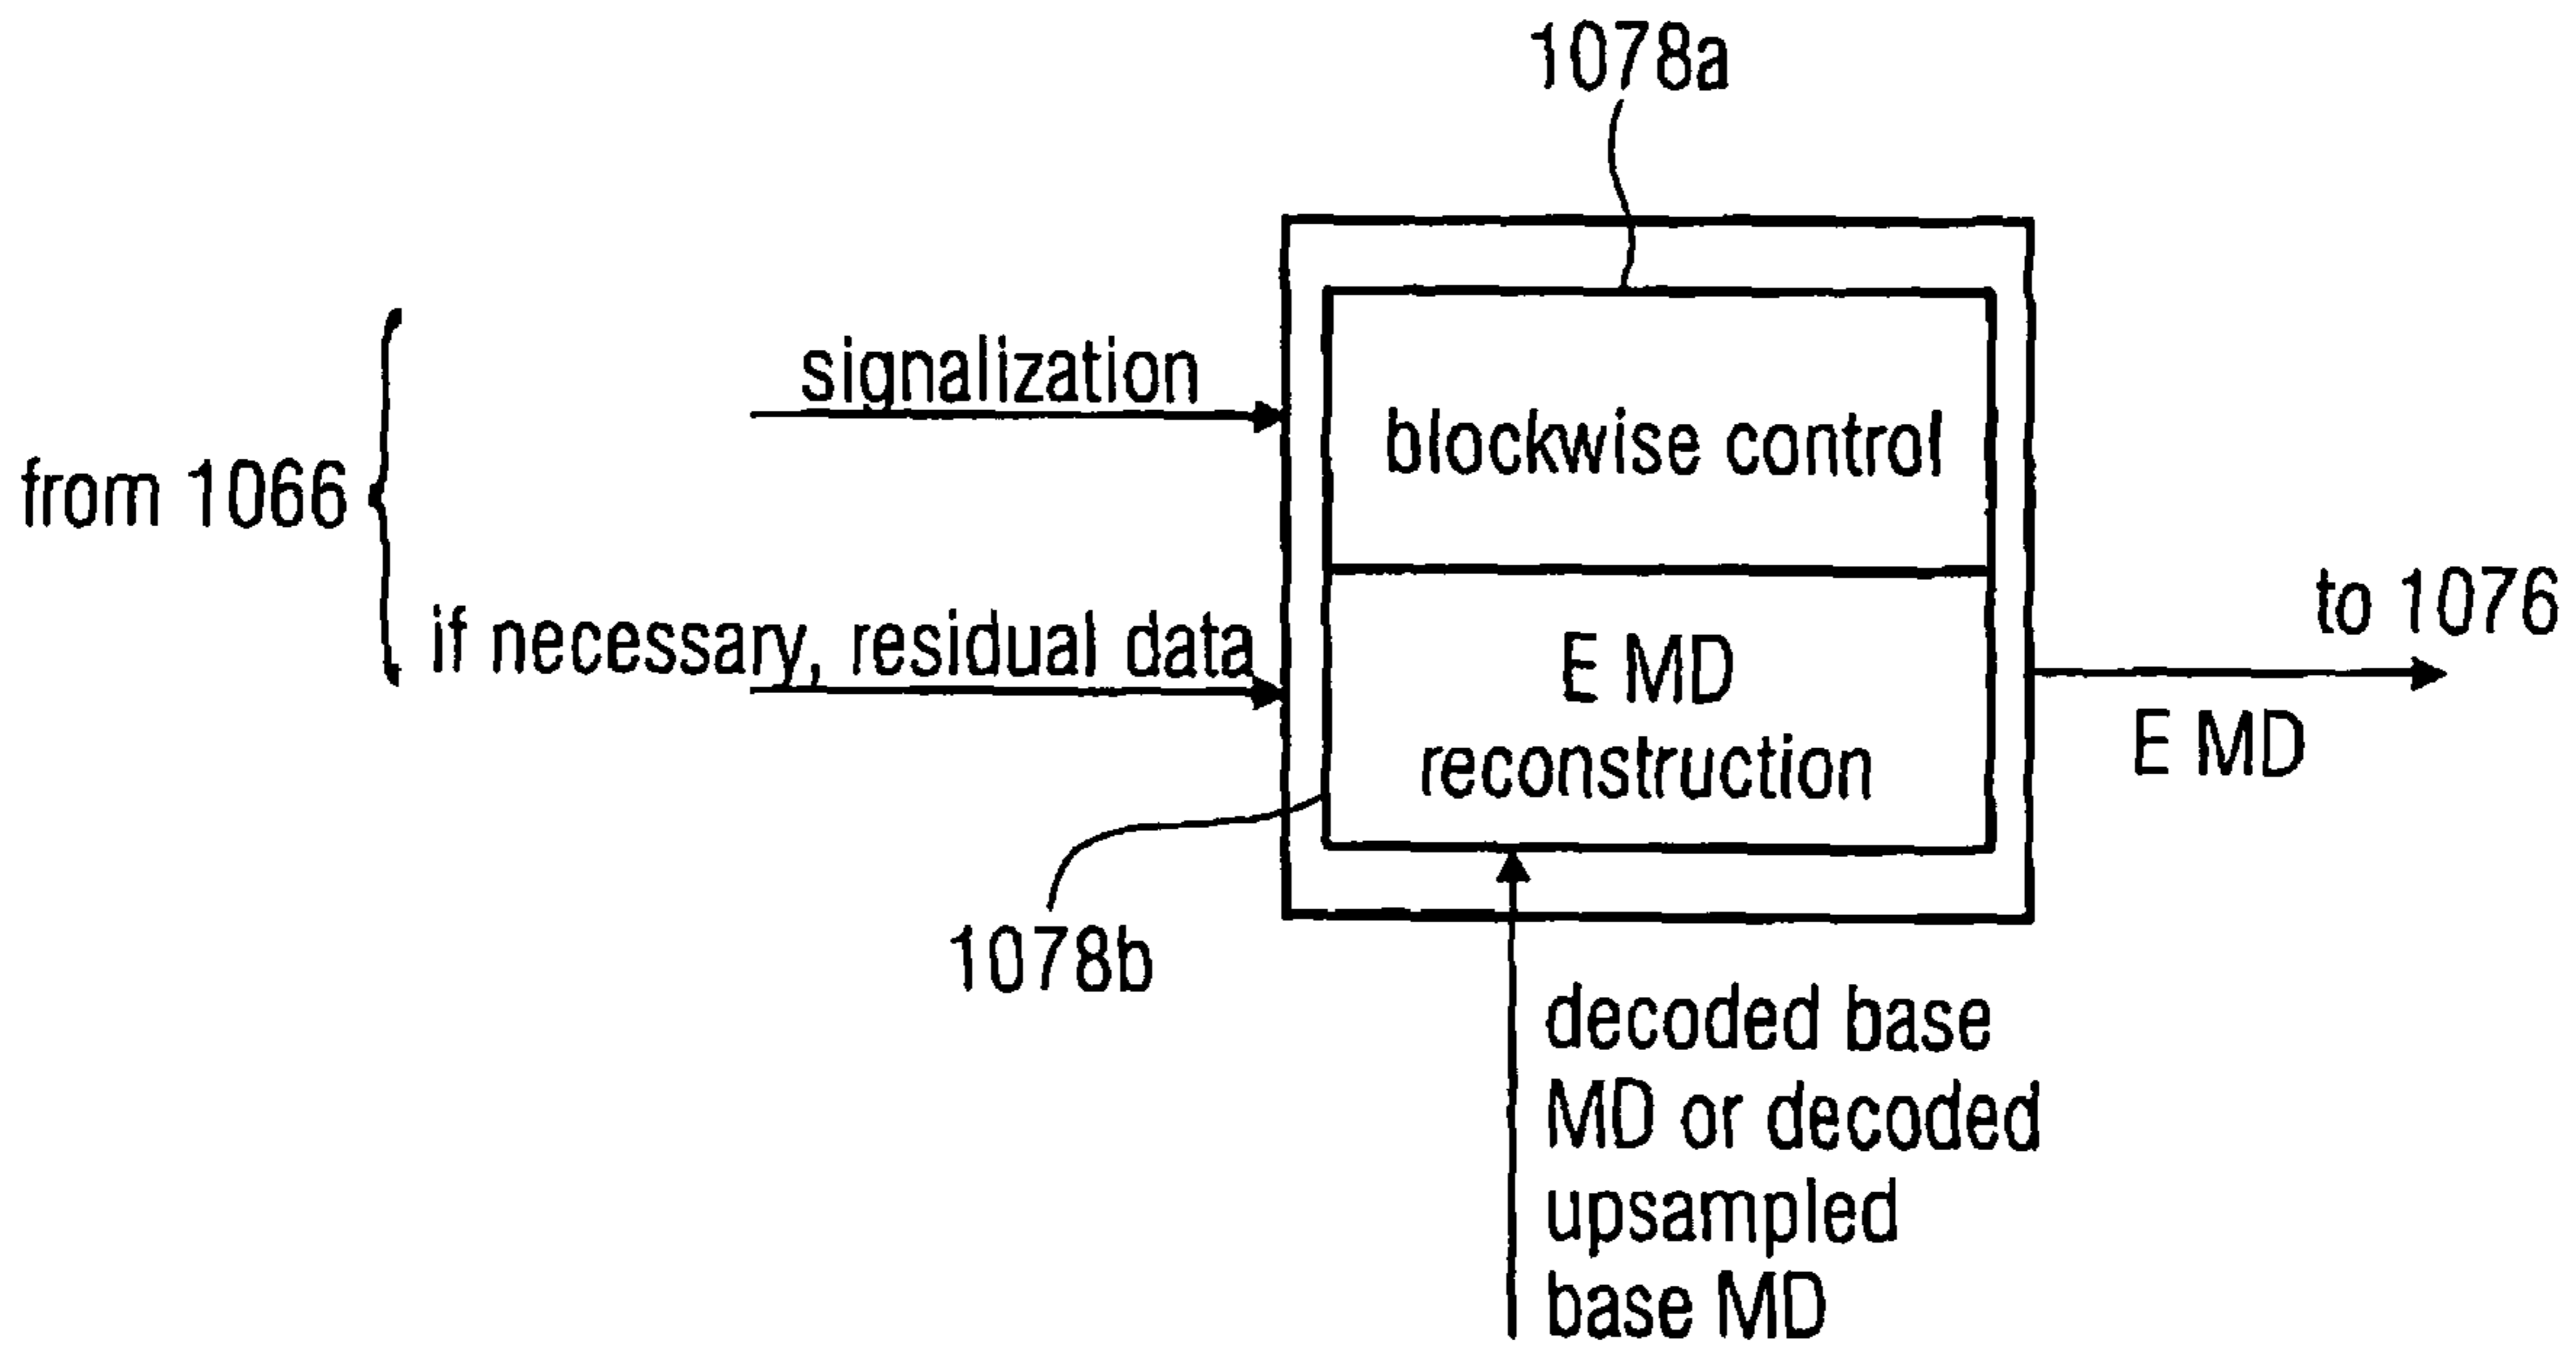 1078a
signalization
blockwise control
from 1066
to 1076
if necessary, residual data
E MD
reconstruction
E MD
1078b
decoded base
MD or decoded
upsampled
base MD